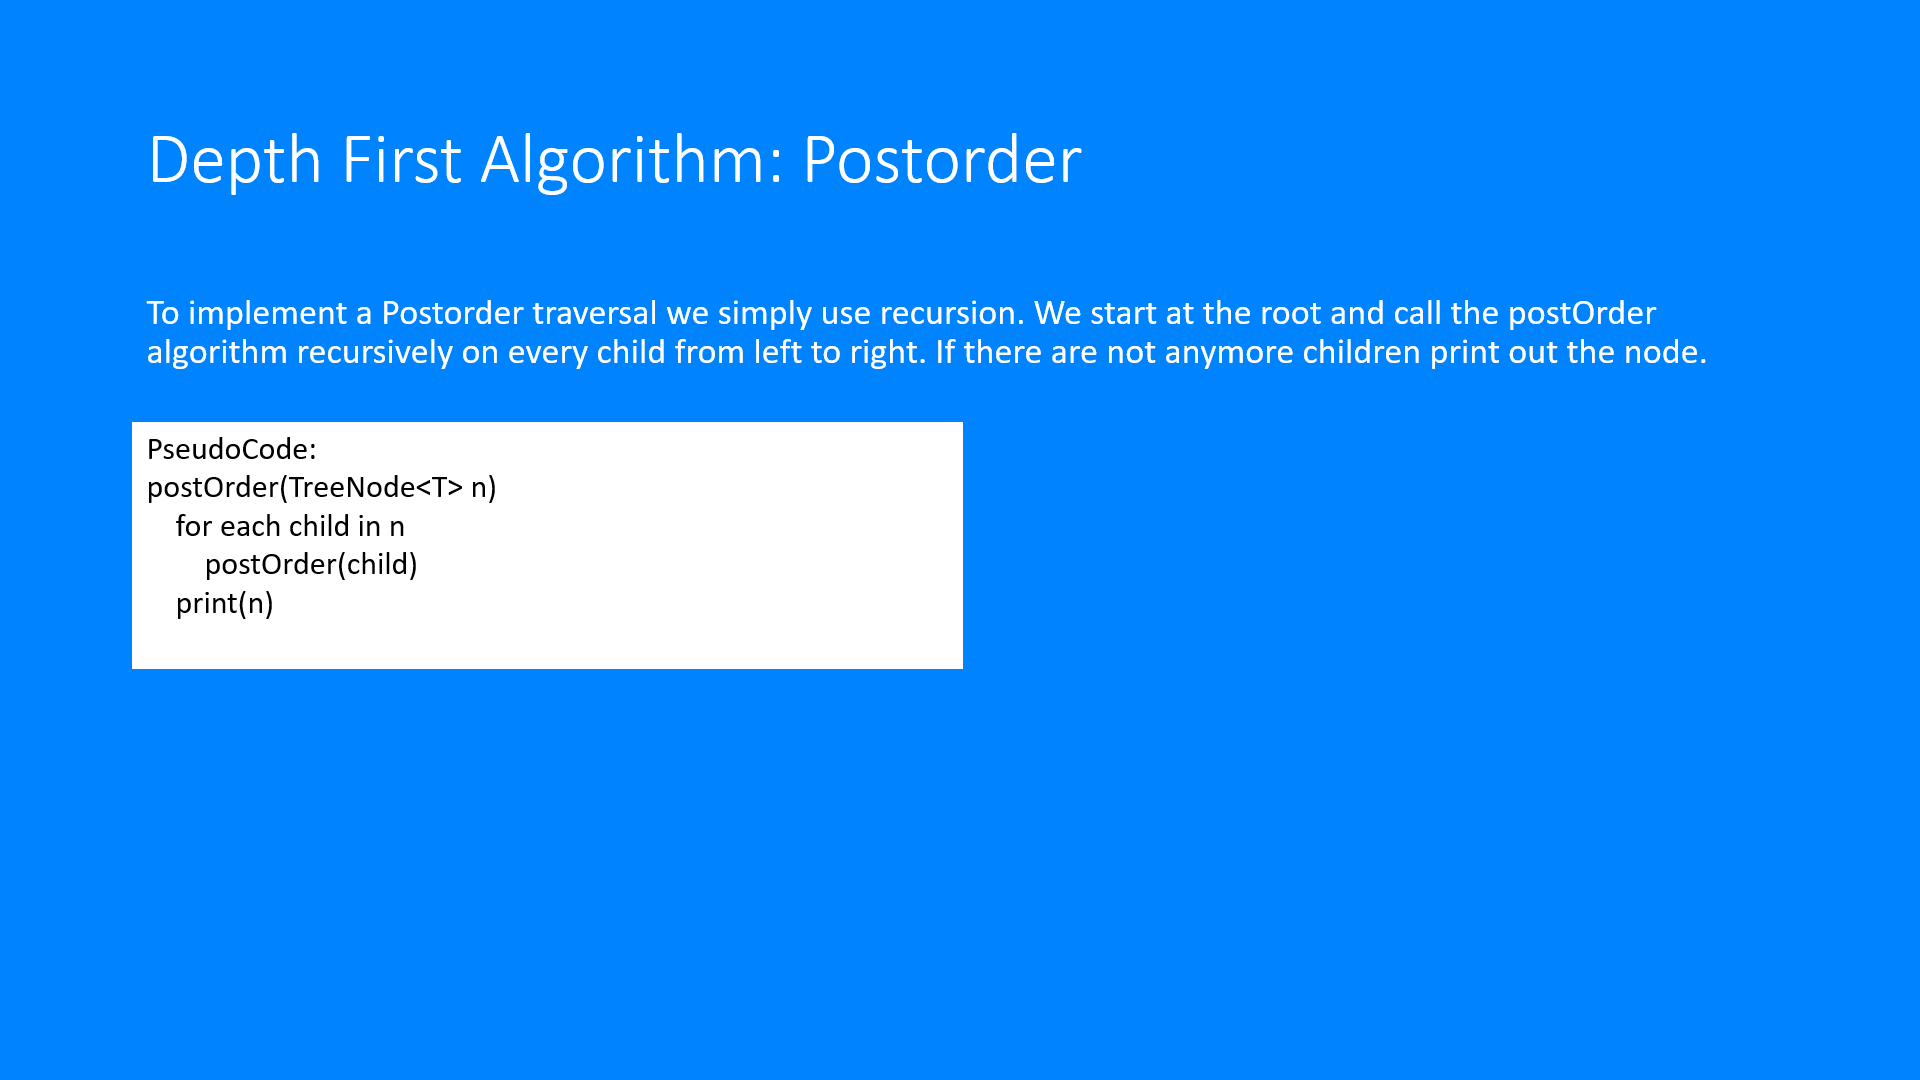 Depth First Algorithm: Postorder
To implement a Postorder traversal we simply use recursion. We start at the root and call the postOrder
algorithm recursively on every child from left to right. If there are not anymore children print out the node.
PseudoCode:
postOrder(TreeNode<T> n)
    for each child in n
        postOrder(child)
    print(n)